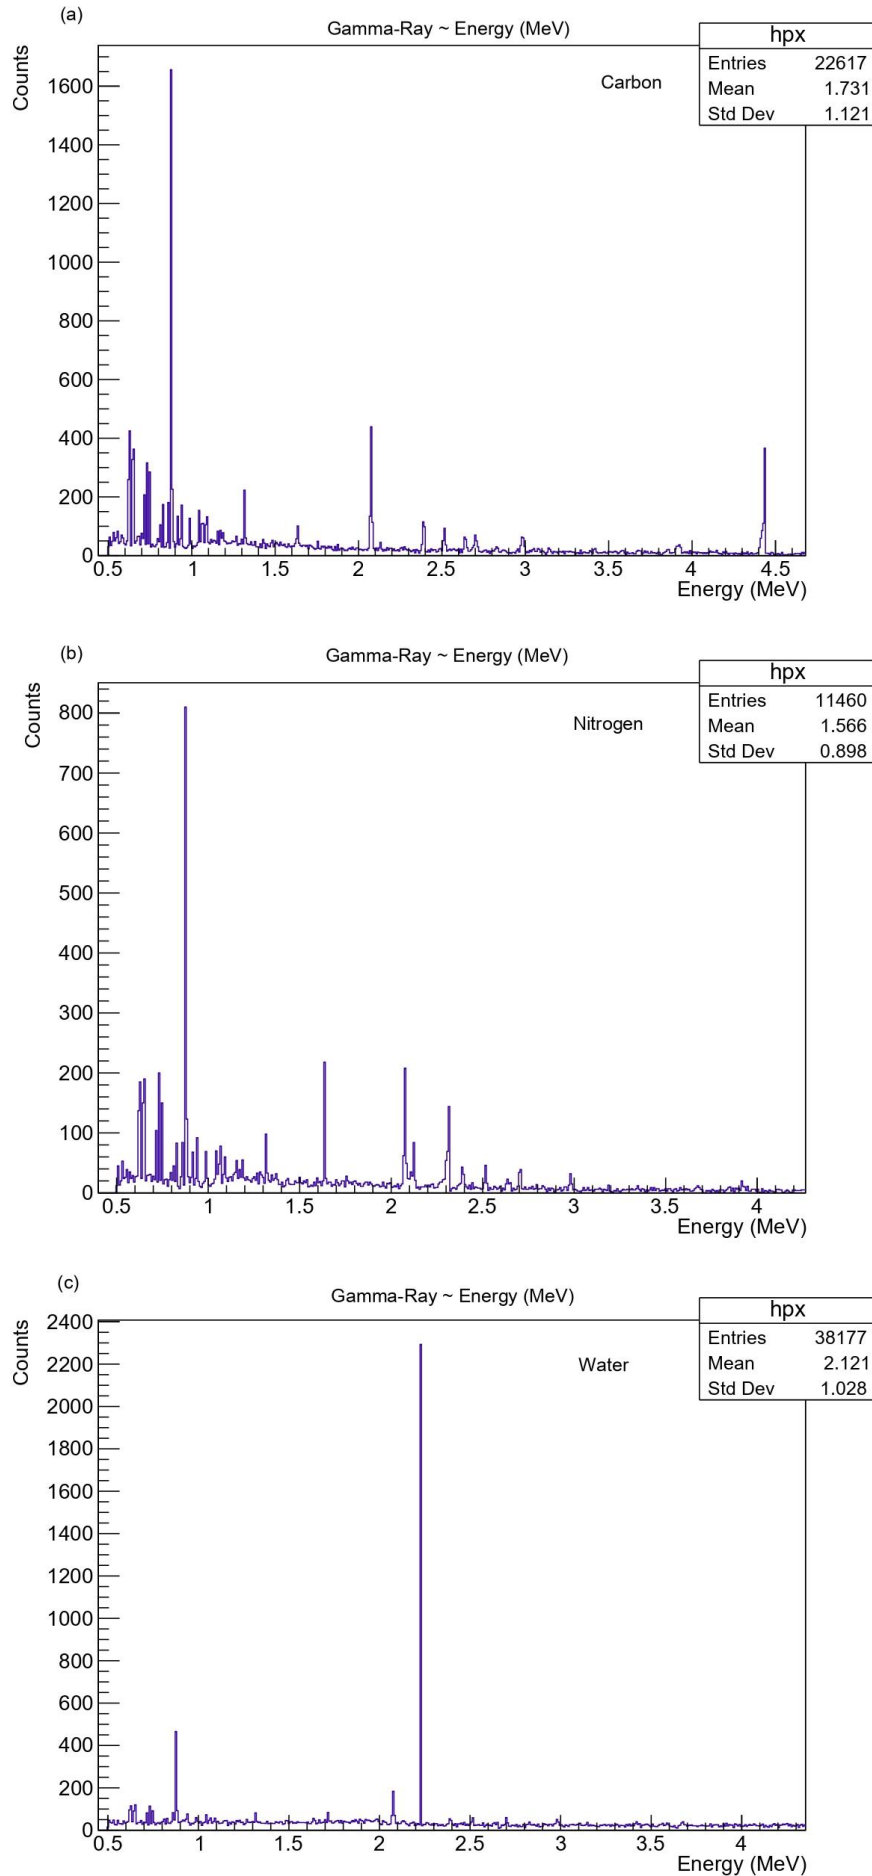 (a)
Gamma-Ray ~ Energy (MeV)
hpx
Entries 22617
Mean 1.731
Std Dev 1.121
Carbon
Counts
1600
1400
1200
1000
800
600
400
200
0
0.5 1 1.5 2 2.5 3 3.5 4 4.5
Energy (MeV)
(b)
Gamma-Ray ~ Energy (MeV)
hpx
Entries 11460
Mean 1.566
Std Dev 0.898
Nitrogen
Counts
800
700
600
500
400
300
200
100
0
0.5 1 1.5 2 2.5 3 3.5 4
Energy (MeV)
(c)
Gamma-Ray ~ Energy (MeV)
hpx
Entries 38177
Mean 2.121
Std Dev 1.028
Water
Counts
2400
2200
2000
1800
1600
1400
1200
1000
800
600
400
200
0
0.5 1 1.5 2 2.5 3 3.5 4
Energy (MeV)